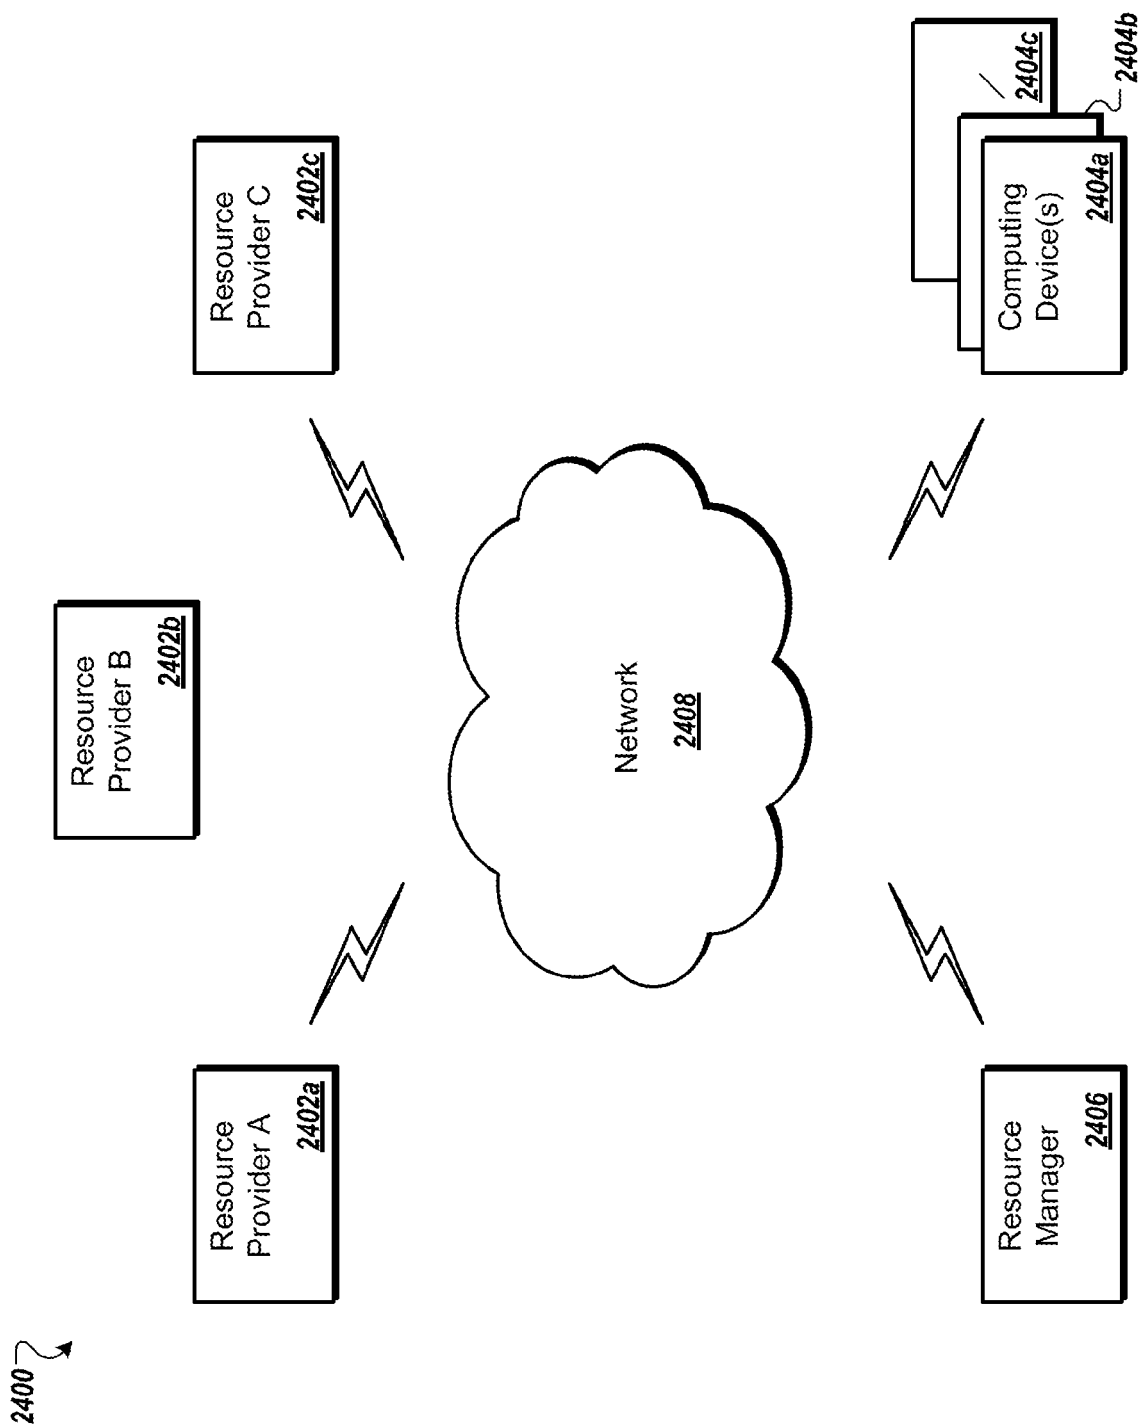 2400
Resource
Provider B
2402b
Resource
Provider A
2402a
Resource
Provider C
2402c
Network
2408
Resource
Manager
2406
2404c
Computing
Device(s)
2404a
2404b